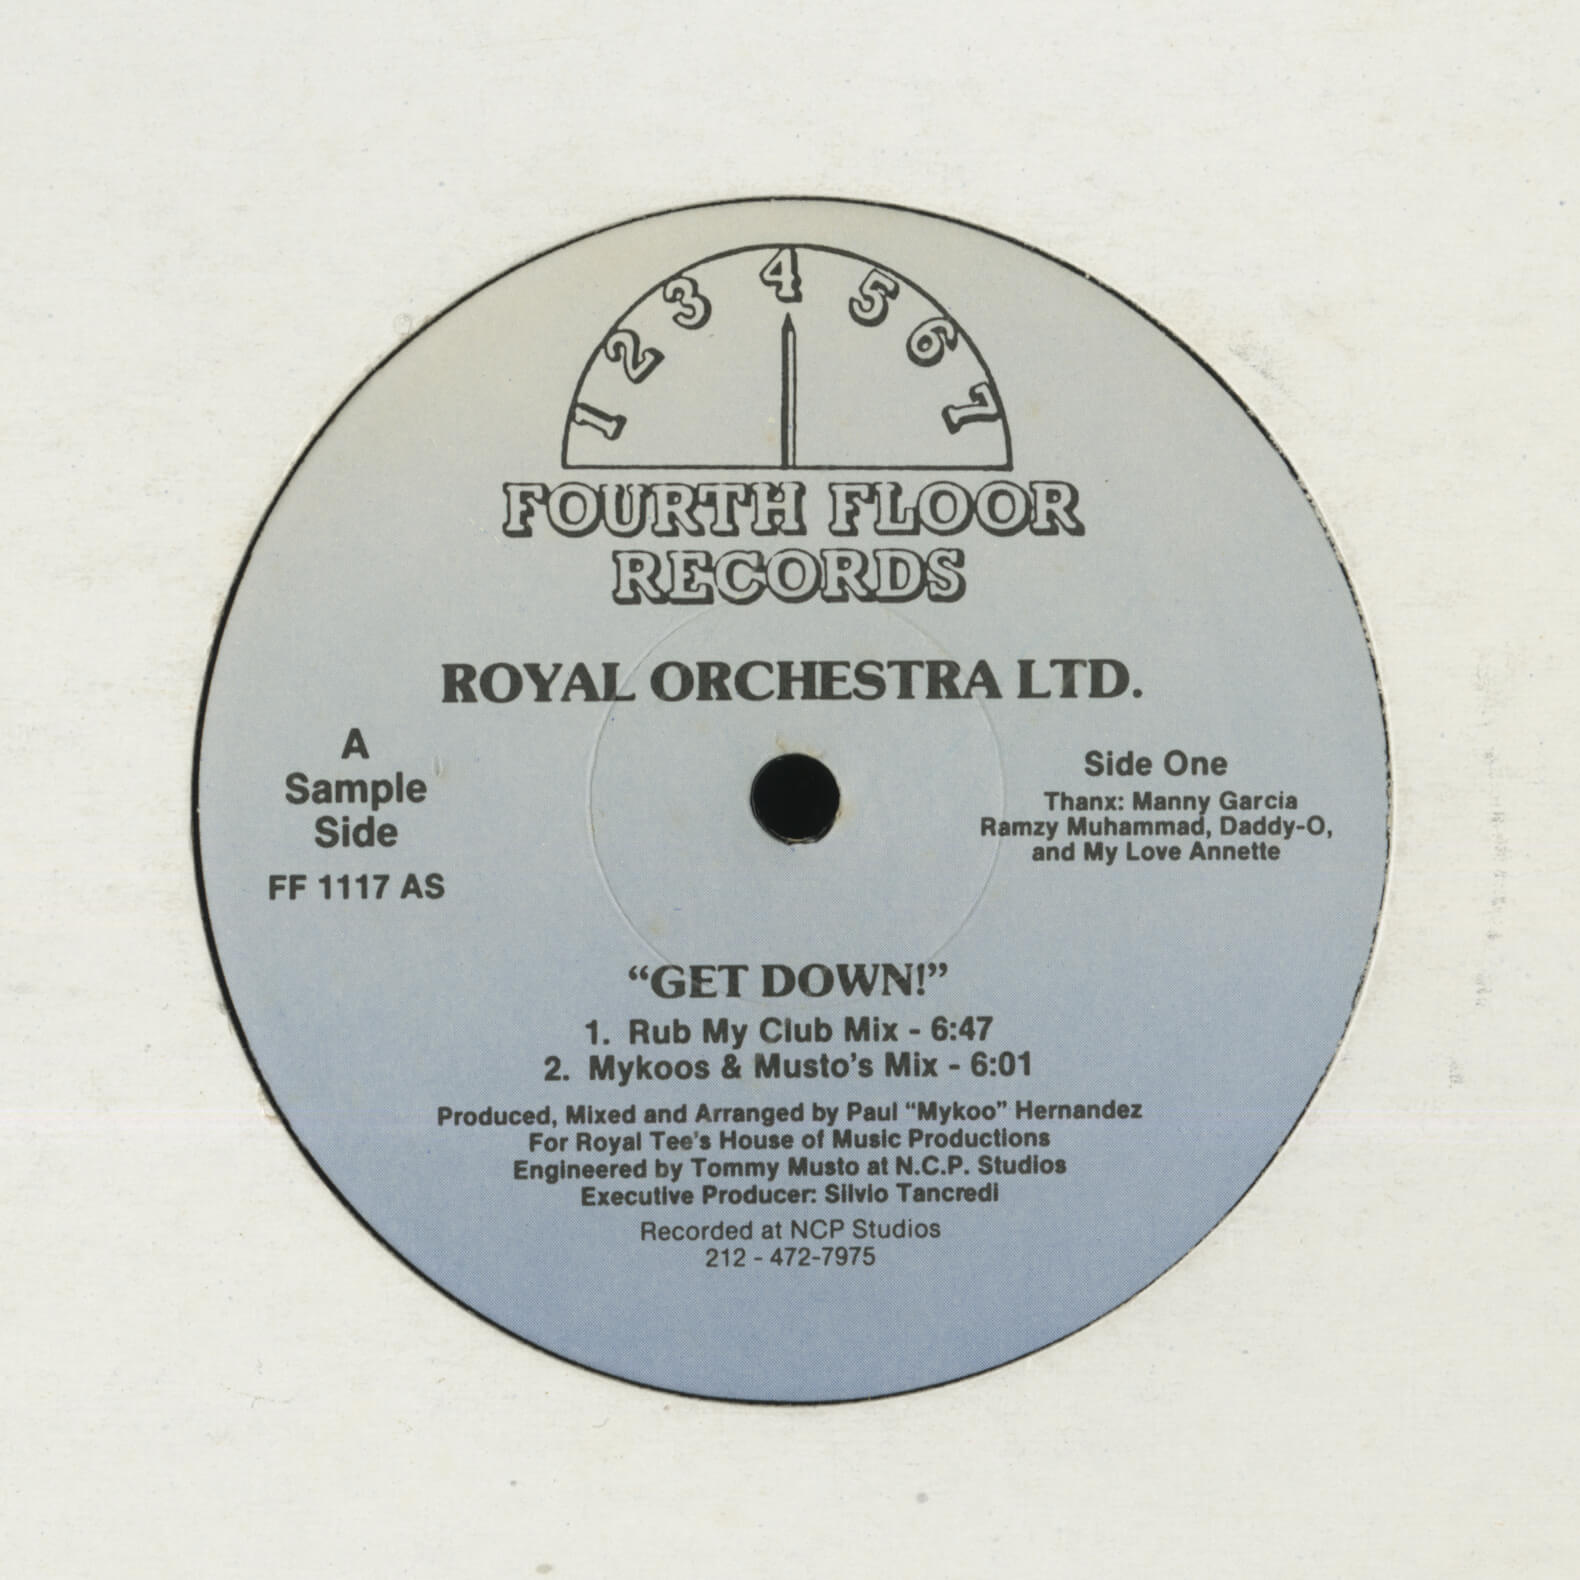 1 2 3 4 5 6 7
FOURTH FLOOR
RECORDS
ROYAL ORCHESTRA LTD.
A
Sample
Side
FF 1117 AS
Side One
Thanx: Manny Garcia
Ramzy Muhammad, Daddy-O,
and My Love Annette
“GET DOWN!”
1. Rub My Club Mix - 6:47
2. Mykoos & Musto’s Mix - 6:01
Produced, Mixed and Arranged by Paul “Mykoo” Hernandez
For Royal Tee’s House of Music Productions
Engineered by Tommy Musto at N.C.P. Studios
Executive Producer: Silvio Tancredi
Recorded at NCP Studios
212 - 472-7975